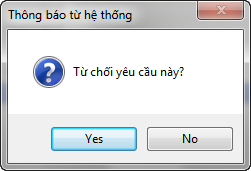 Thông báo từ hệ thống
Từ chối yêu cầu này?
Yes
No